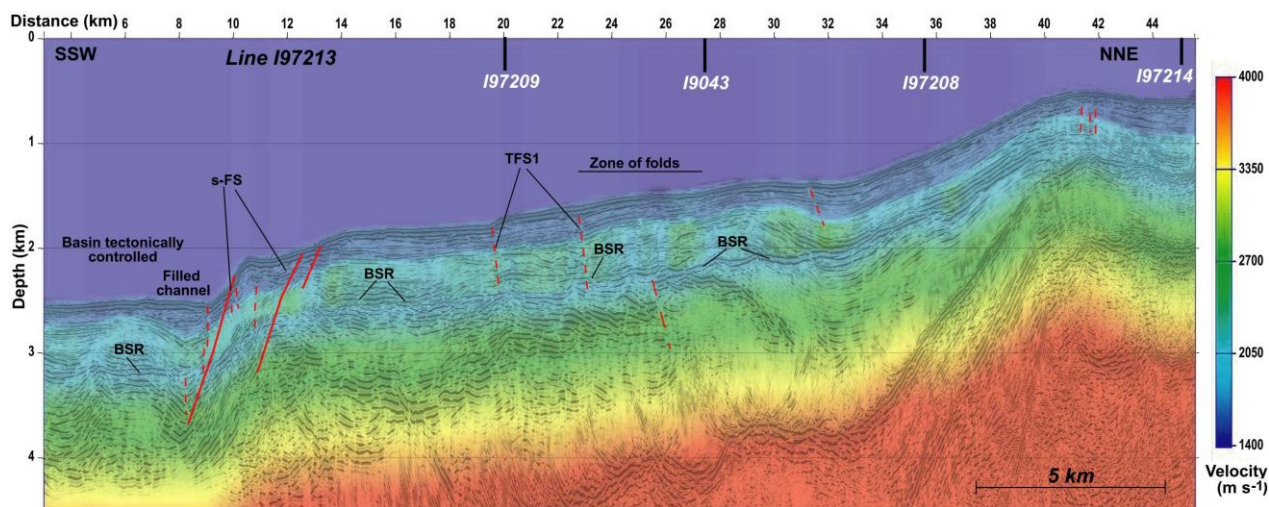 Distance (km) 6 8 10 12 14 16 18 20 22 24 26 28 30 32 34 36 38 40 42 44
0
SSW
Line I97213
NNE
I97209
I9043
I97208
I97214
4000
1
TFS1
Zone of folds
s-FS
3350
Depth (km)
2
Basin tectonically
controlled
BSR
BSR
2700
Filled
channel
BSR
3
BSR
2050
4
5 km
1400
Velocity
(m s-1)